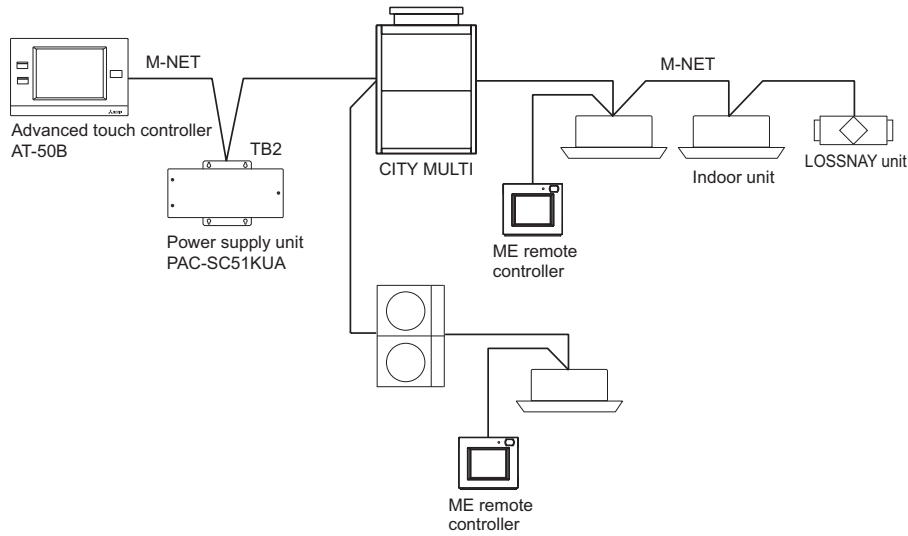 M-NET
M-NET
Advanced touch controller
AT-50B
TB2
CITY MULTI
Indoor unit
LOSSNAY unit
Power supply unit
PAC-SC51KUA
ME remote
controller
ME remote
controller